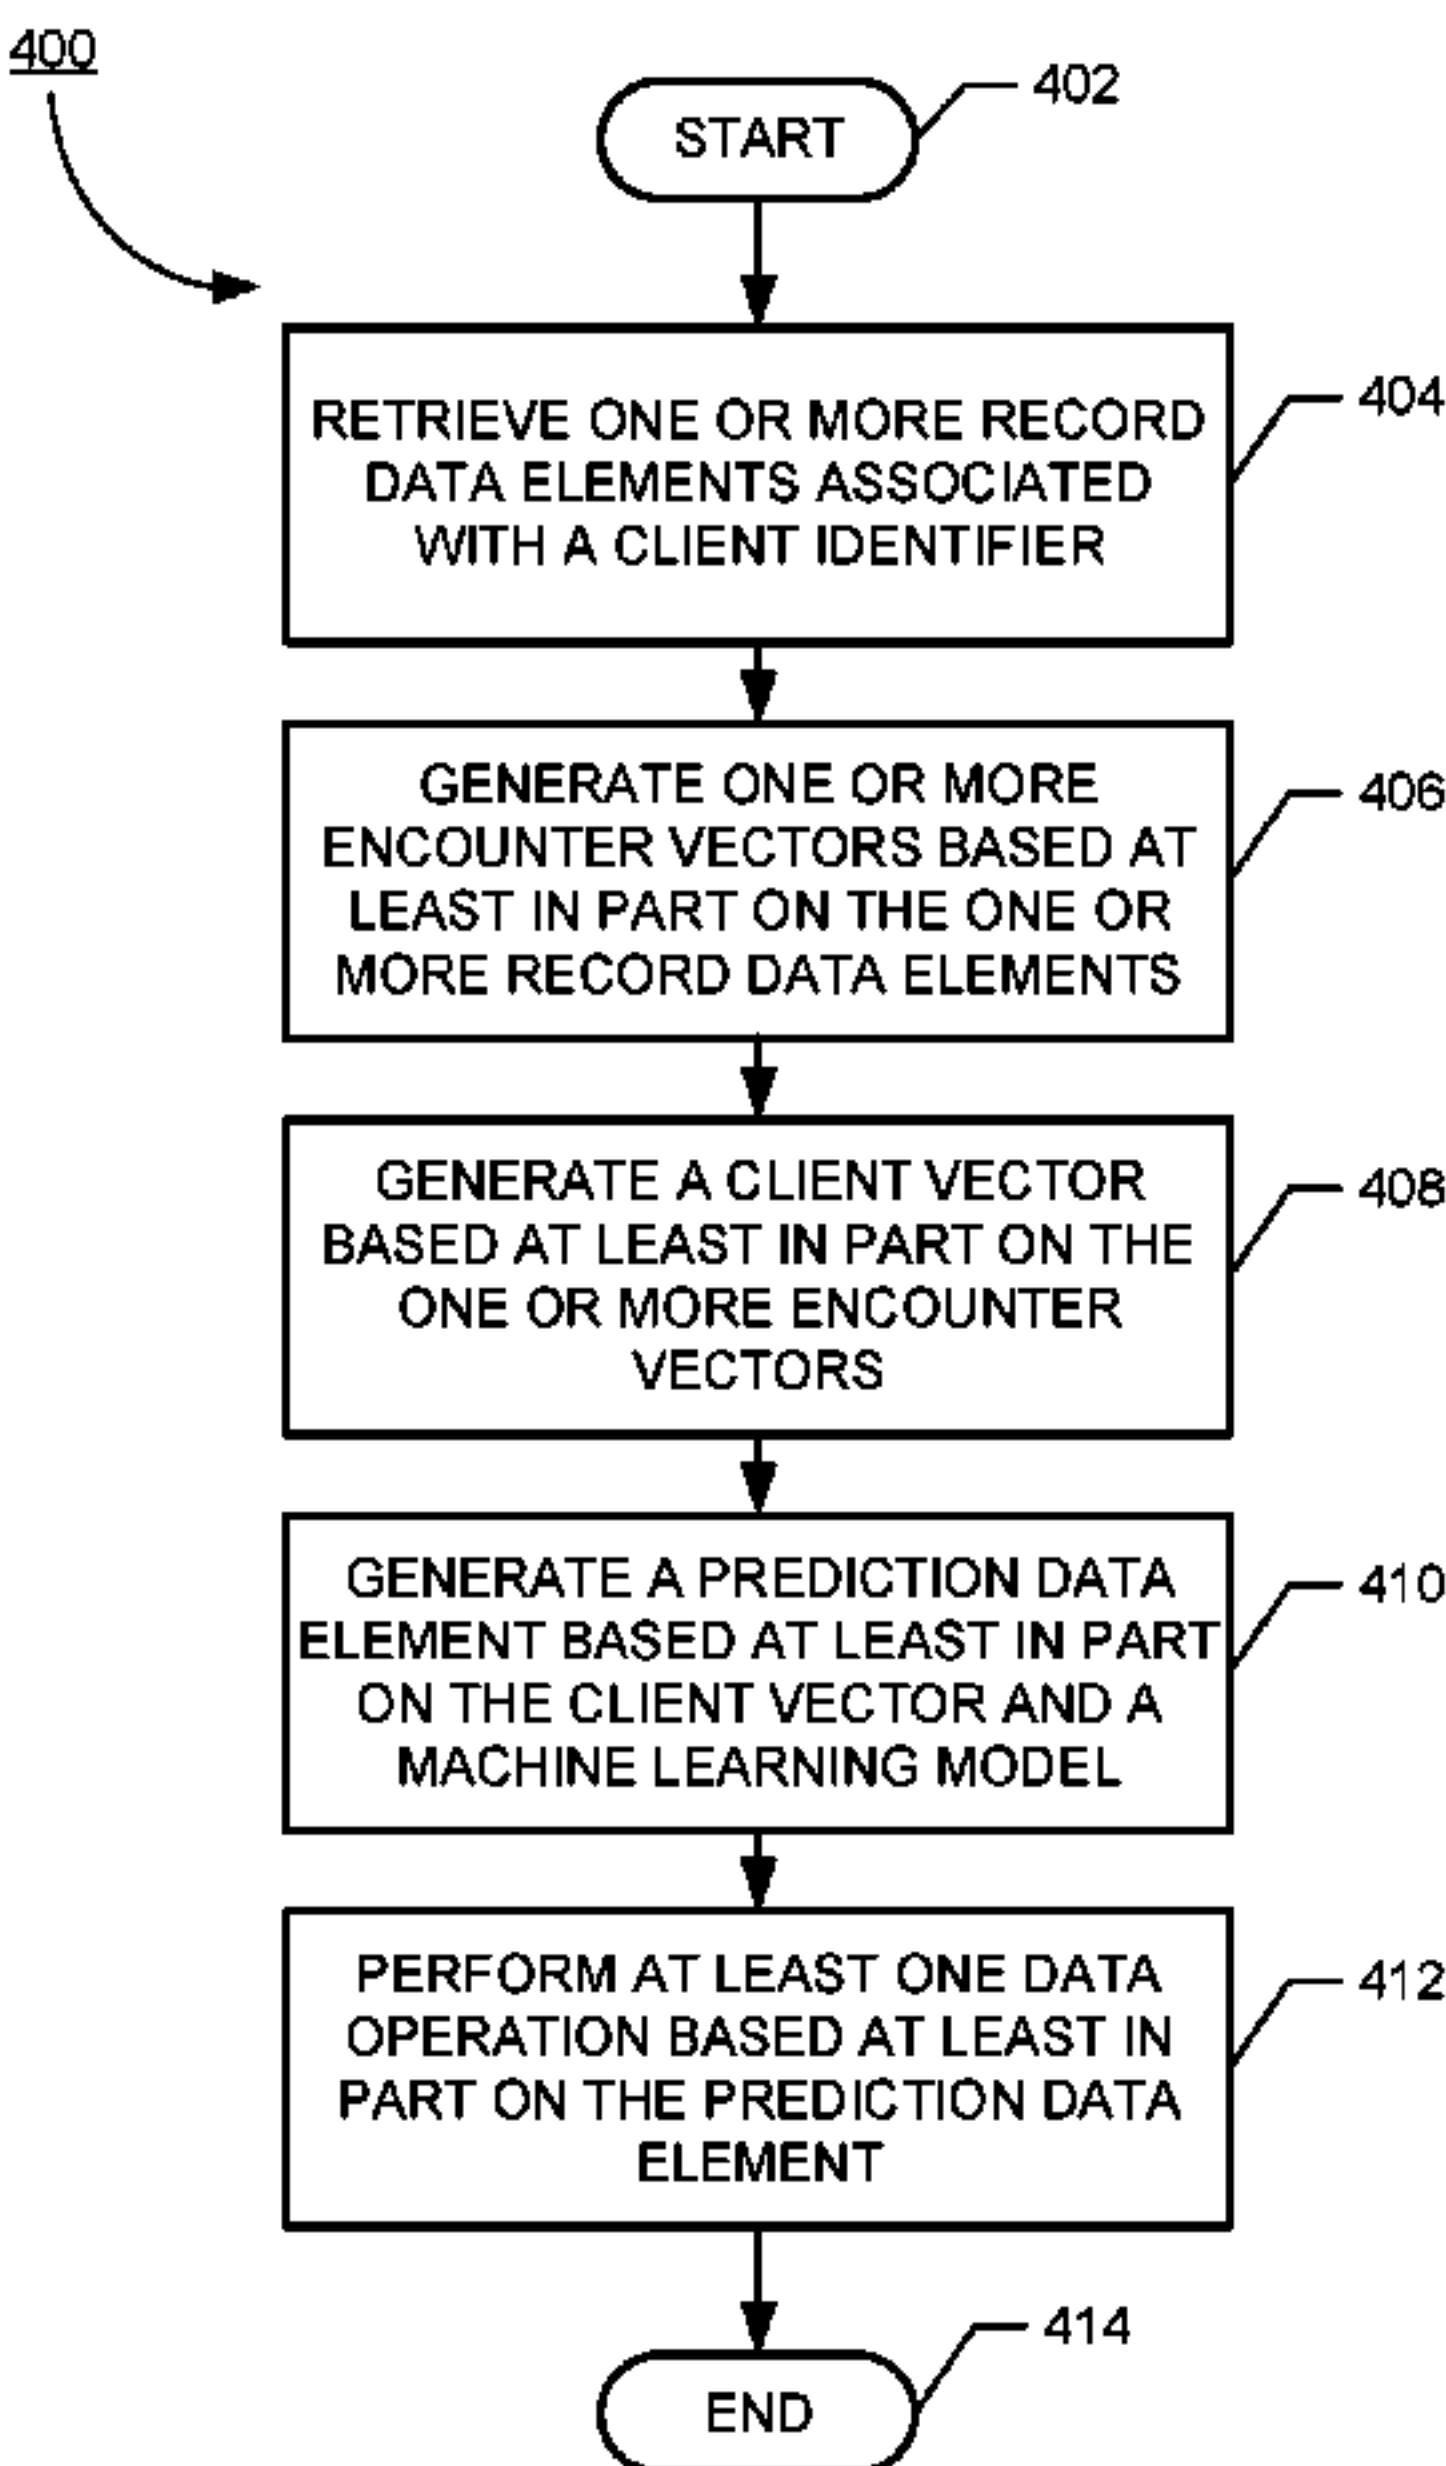 400
402
START
RETRIEVE ONE OR MORE RECORD
DATA ELEMENTS ASSOCIATED
WITH A CLIENT IDENTIFIER
404
GENERATE ONE OR MORE
ENCOUNTER VECTORS BASED AT
LEAST IN PART ON THE ONE OR
MORE RECORD DATA ELEMENTS
406
GENERATE A CLIENT VECTOR
BASED AT LEAST IN PART ON THE
ONE OR MORE ENCOUNTER
VECTORS
408
GENERATE A PREDICTION DATA
ELEMENT BASED AT LEAST IN PART
ON THE CLIENT VECTOR AND A
MACHINE LEARNING MODEL
410
PERFORM AT LEAST ONE DATA
OPERATION BASED AT LEAST IN
PART ON THE PREDICTION DATA
ELEMENT
412
414
END